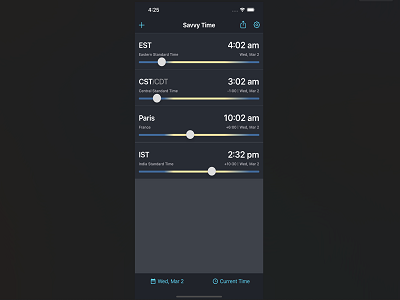 4:25
Savvy Time
EST 4:02 am
Eastern Standard Time Wed, Mar 2
CST/CDT 3:02 am
Central Standard Time -1:00 | Wed, Mar 2
Paris 10:02 am
France +6:00 | Wed, Mar 2
IST 2:32 pm
India Standard Time +10:30 | Wed, Mar 2
Wed, Mar 2 Current Time